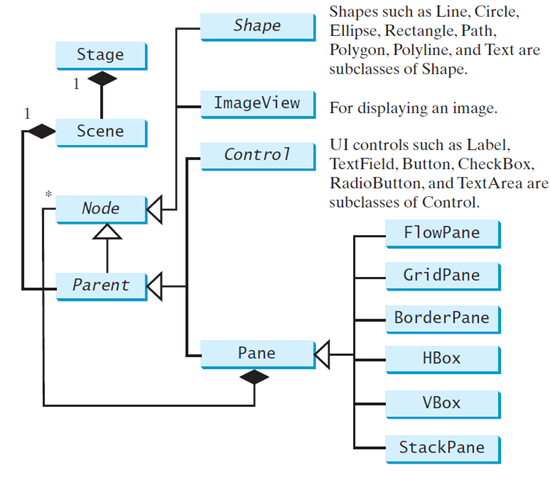 Stage
1
1
Scene
*
Node
Parent
Shape
Shapes such as Line, Circle,
Ellipse, Rectangle, Path,
Polygon, Polyline, and Text are
subclasses of Shape.
ImageView
For displaying an image.
Control
UI controls such as Label,
TextField, Button, CheckBox,
RadioButton, and TextArea are
subclasses of Control.
Pane
FlowPane
GridPane
BorderPane
HBox
VBox
StackPane